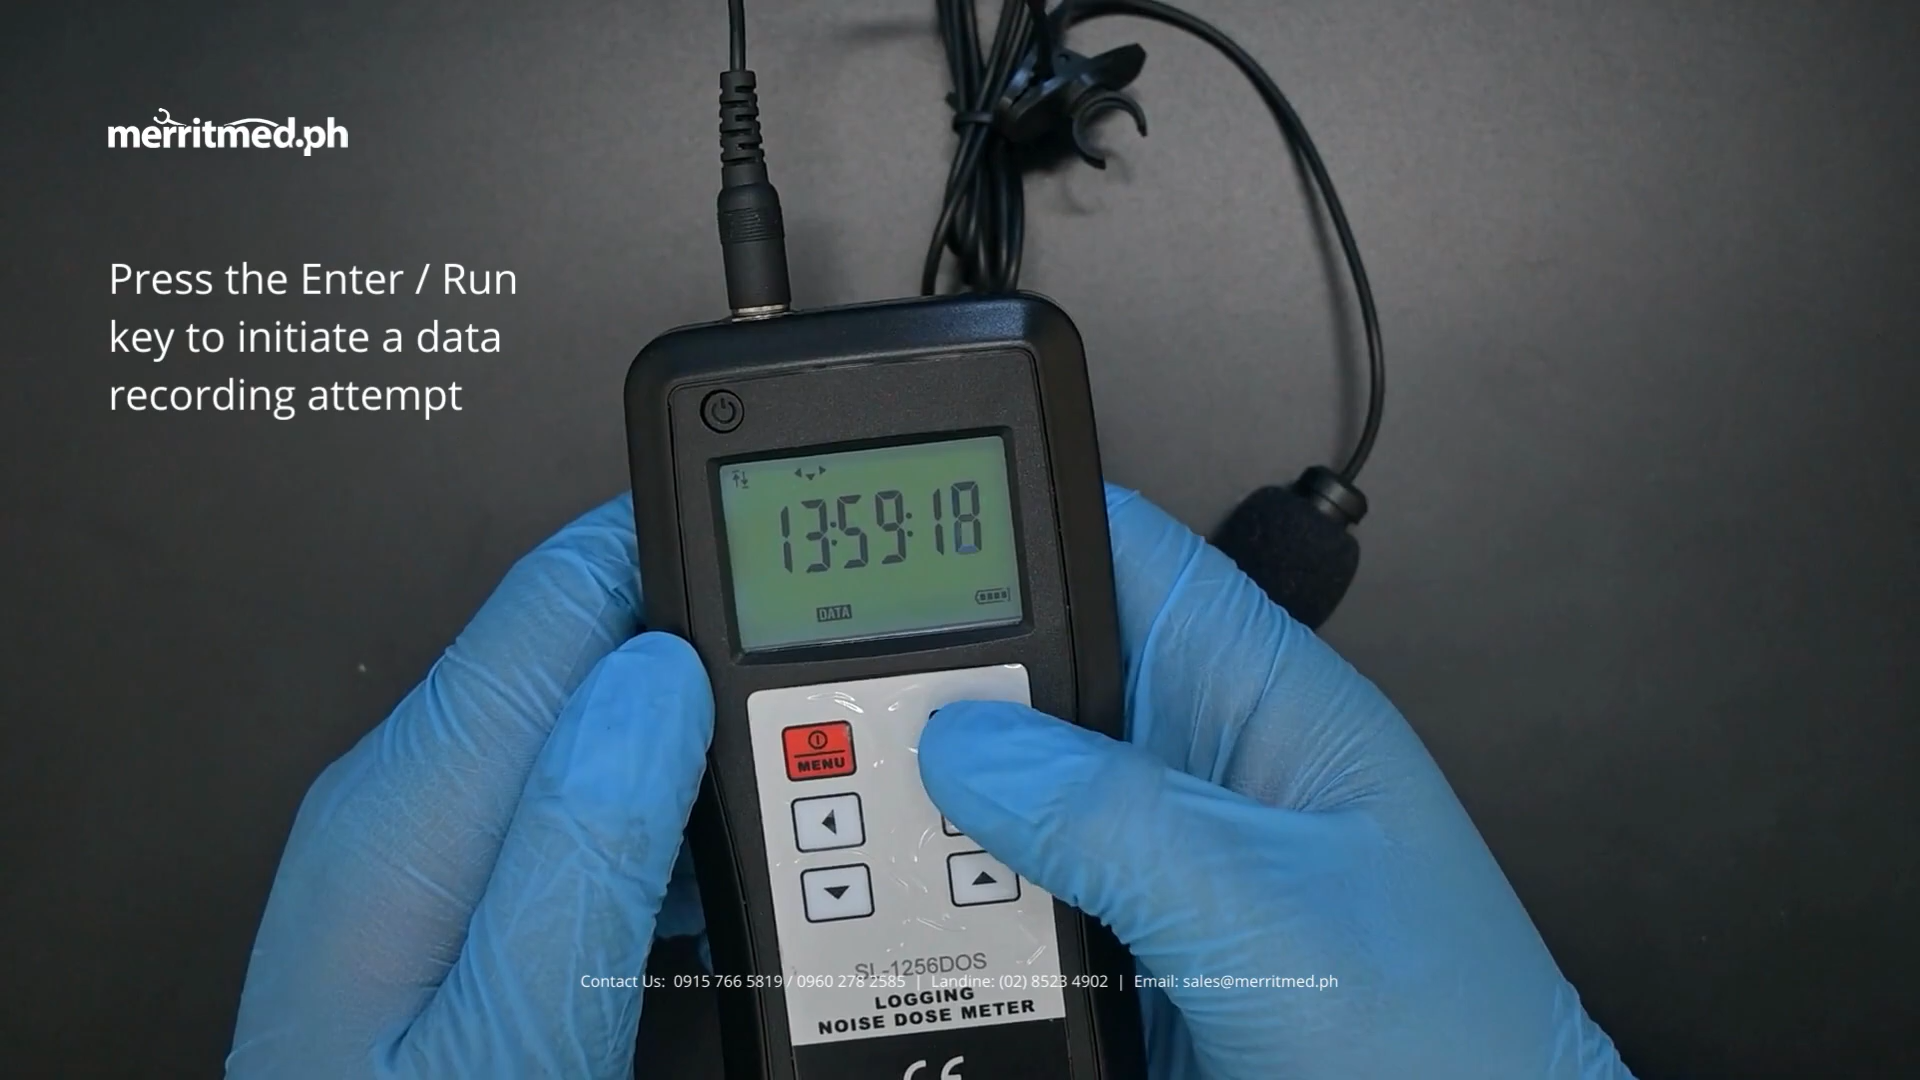 merritmed.ph
Press the Enter / Run
key to initiate a data
recording attempt
13:59:18
DATA
MENU
SL-1256DOS
Contact Us: 0915 766 5819 / 0960 278 2585 | Landine: (02) 8523 4902 | Email: sales@merritmed.ph
LOGGING
NOISE DOSE METER
CE